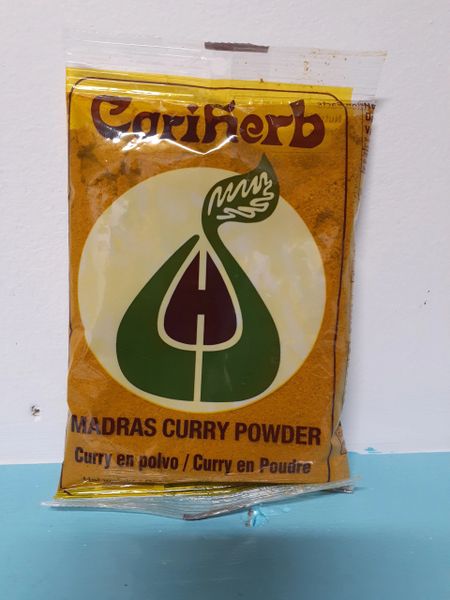 CariHerb
MADRAS CURRY POWDER
Curry en polvo / Curry en Poudre